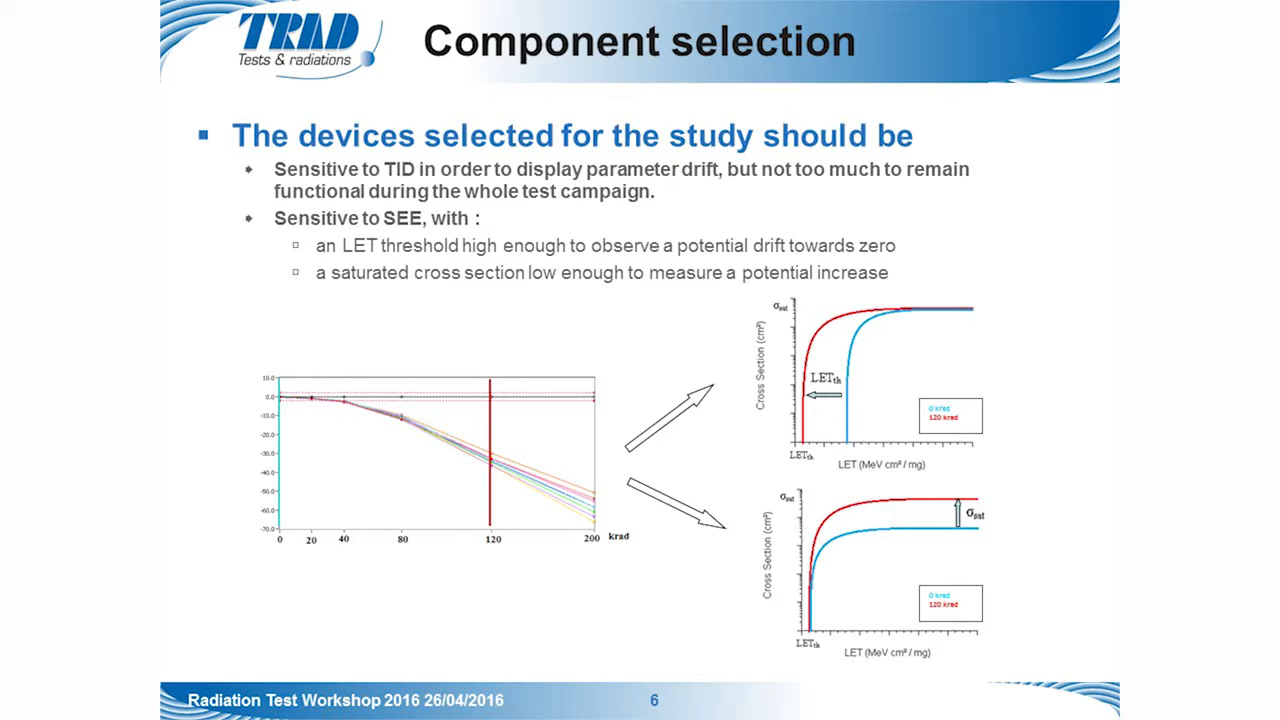 TRAD
Tests & radiations
Component selection
The devices selected for the study should be
Sensitive to TID in order to display parameter drift, but not too much to remain
functional during the whole test campaign.
Sensitive to SEE, with :
an LET threshold high enough to observe a potential drift towards zero
a saturated cross section low enough to measure a potential increase
10.0
0.0
-10.0
-20.0
-30.0
-40.0
-50.0
-60.0
-70.0
0 20 40 80 120 200 krad
σsat
Cross Section (cm²)
LETth
0 krad
120 krad
LETth
LET (MeV cm² / mg)
σsat
Cross Section (cm²)
σsat
0 krad
120 krad
LETth
LET (MeV cm² / mg)
Radiation Test Workshop 2016 26/04/2016
6